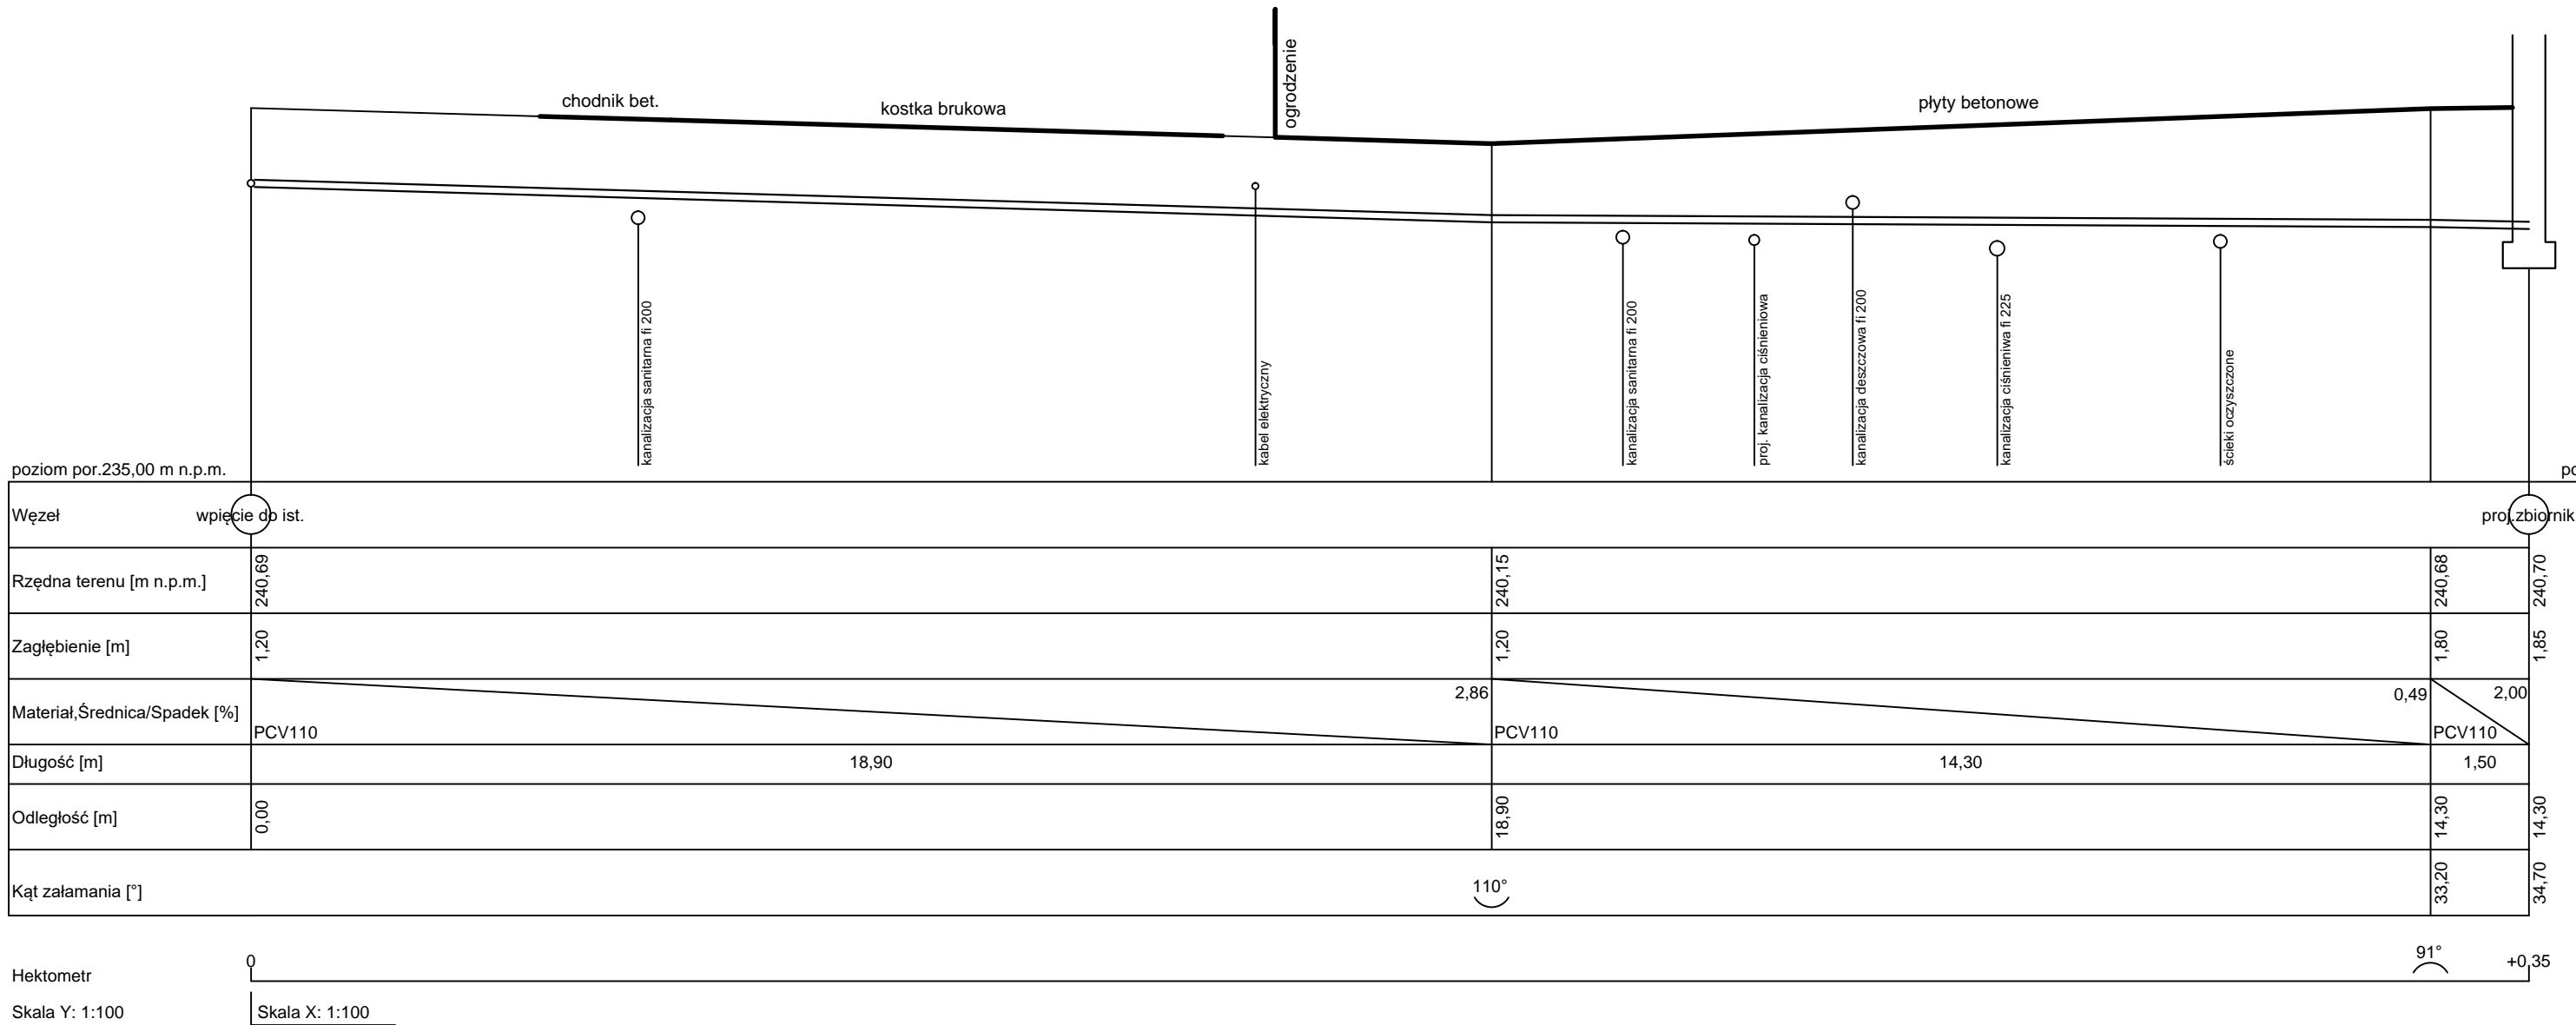 ogrodzenie
chodnik bet.
kostka brukowa
płyty betonowe
kanalizacja sanitarna fi 200
kabel elektryczny
kanalizacja sanitarna fi 200
proj. kanalizacja ciśnieniowa
kanalizacja deszczowa fi 200
kanalizacja ciśnieniwa fi 225
ścieki oczyszczone
poziom por.235,00 m n.p.m.
po
Węzeł
wpięcie do ist.
proj.zbiornik
Rzędna terenu [m n.p.m.]
240,69
240,15
240,68
240,70
Zagłębienie [m]
1,20
1,20
1,80
1,85
Materiał,Średnica/Spadek [%]
2,86
0,49
2,00
PCV110
PCV110
PCV110
Długość [m]
18,90
14,30
1,50
Odległość [m]
0,00
18,90
14,30
14,30
Kąt załamania [°]
110°
33,20
34,70
Hektometr
0
91°
+0,35
Skala Y: 1:100
Skala X: 1:100